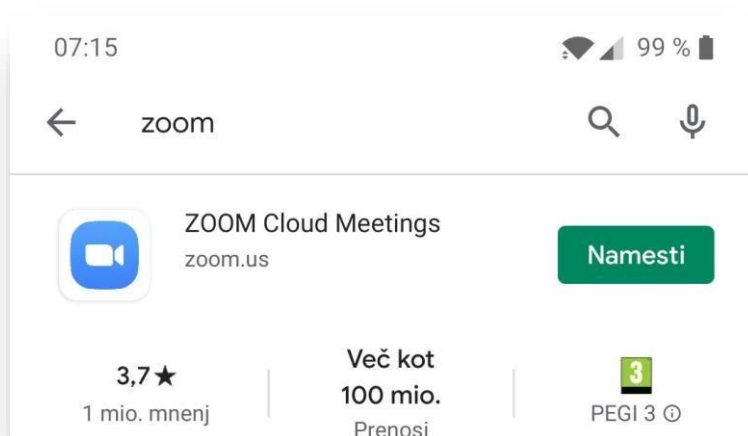 07:15
99 %
zoom
ZOOM Cloud Meetings
zoom.us
Namesti
3,7★
1 mio. mnenj
Več kot
100 mio.
Prenosi
3
PEGI 3 ⓘ